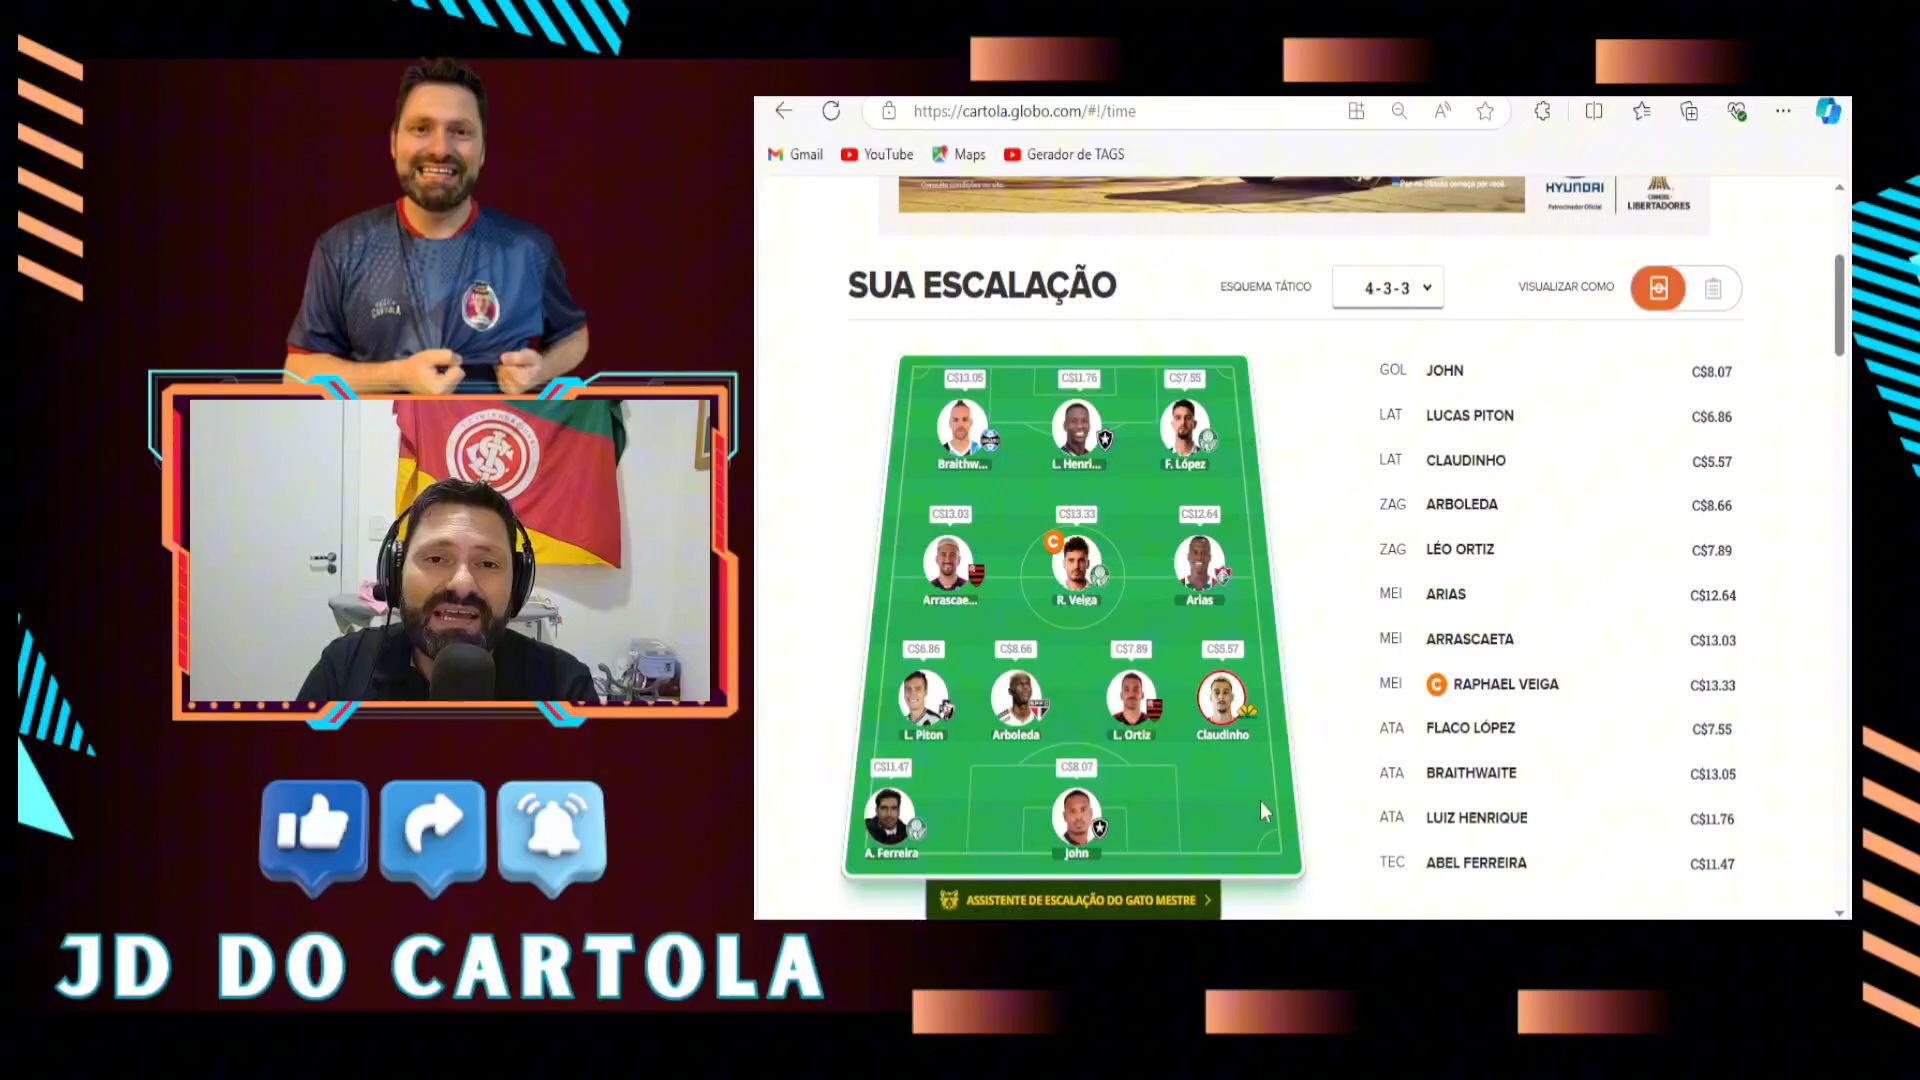 https://cartola.globo.com/#!/time
Gmail YouTube Maps Gerador de TAGS
Consulte condições no site.
HYUNDAI
Patrocinador Oficial
LIBERTADORES
SUA ESCALAÇÃO
ESQUEMA TÁTICO
4-3-3
VISUALIZAR COMO
C$13.05 C$11.76 C$7.55
Braithw... L. Henri... F. López
C$13.03 C$13.33 C$12.64
C
Arrascae... R. Veiga Arias
C$6.86 C$8.66 C$7.89 C$5.57
L. Piton Arboleda L. Ortiz Claudinho
C$11.47 C$8.07
A. Ferreira John
ASSISTENTE DE ESCALAÇÃO DO GATO MESTRE
GOL JOHN C$8.07
LAT LUCAS PITON C$6.86
LAT CLAUDINHO C$5.57
ZAG ARBOLEDA C$8.66
ZAG LÉO ORTIZ C$7.89
MEI ARIAS C$12.64
MEI ARRASCAETA C$13.03
MEI C RAPHAEL VEIGA C$13.33
ATA FLACO LÓPEZ C$7.55
ATA BRAITHWAITE C$13.05
ATA LUIZ HENRIQUE C$11.76
TEC ABEL FERREIRA C$11.47
JD DO CARTOLA